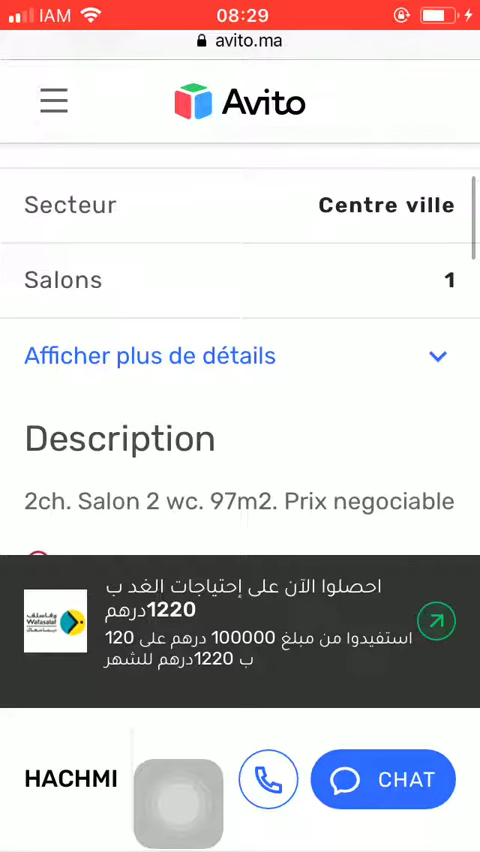 IAM 08:29
avito.ma
Avito
Secteur Centre ville
Salons 1
Afficher plus de détails
Description
2ch. Salon 2 wc. 97m2. Prix negociable
احصلوا الآن على إحتياجات الغد ب
1220درهم
استفيدوا من مبلغ 100000 درهم على 120
ب 1220درهم للشهر
وفاسلف
Wafasalaf
HACHMI
CHAT